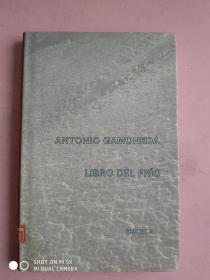 ANTONIO GAMONEDA
LIBRO DEL FRÍO
SIRUELA
SHOT ON MI 5X
MI DUAL CAMERA